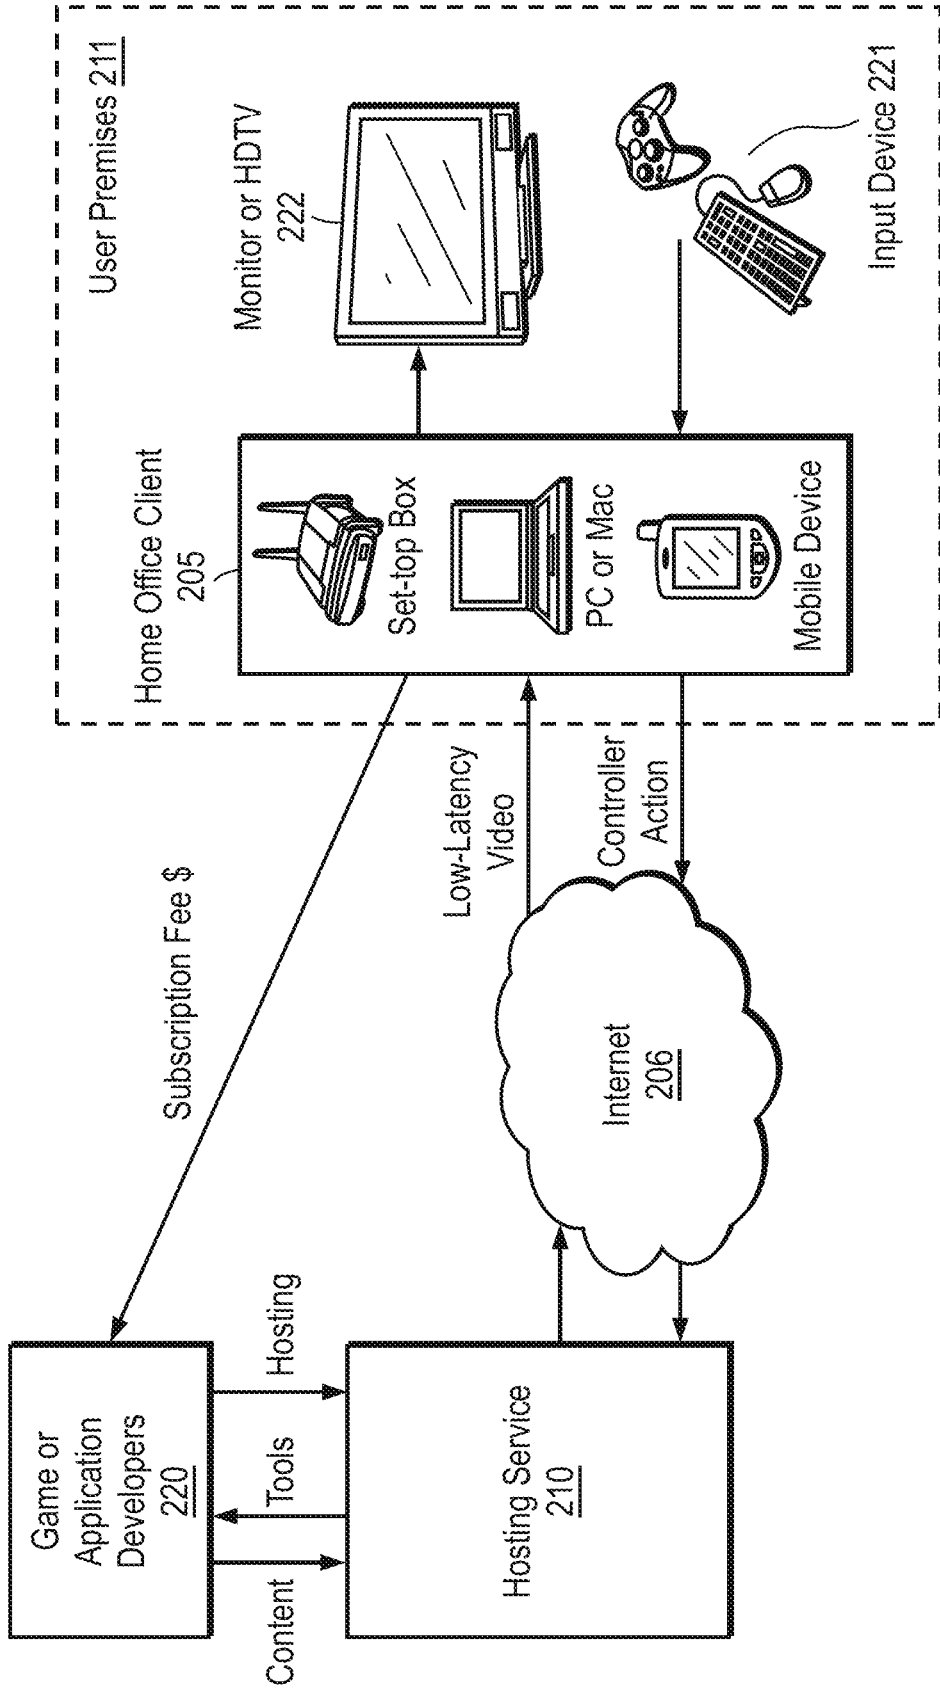 User Premises 211
Home Office Client
205
Monitor or HDTV
222
Set-top Box
PC or Mac
Mobile Device
Input Device 221
Subscription Fee $
Low-Latency
Video
Controller
Action
Internet
206
Game or
Application
Developers
220
Content
Tools
Hosting
Hosting Service
210